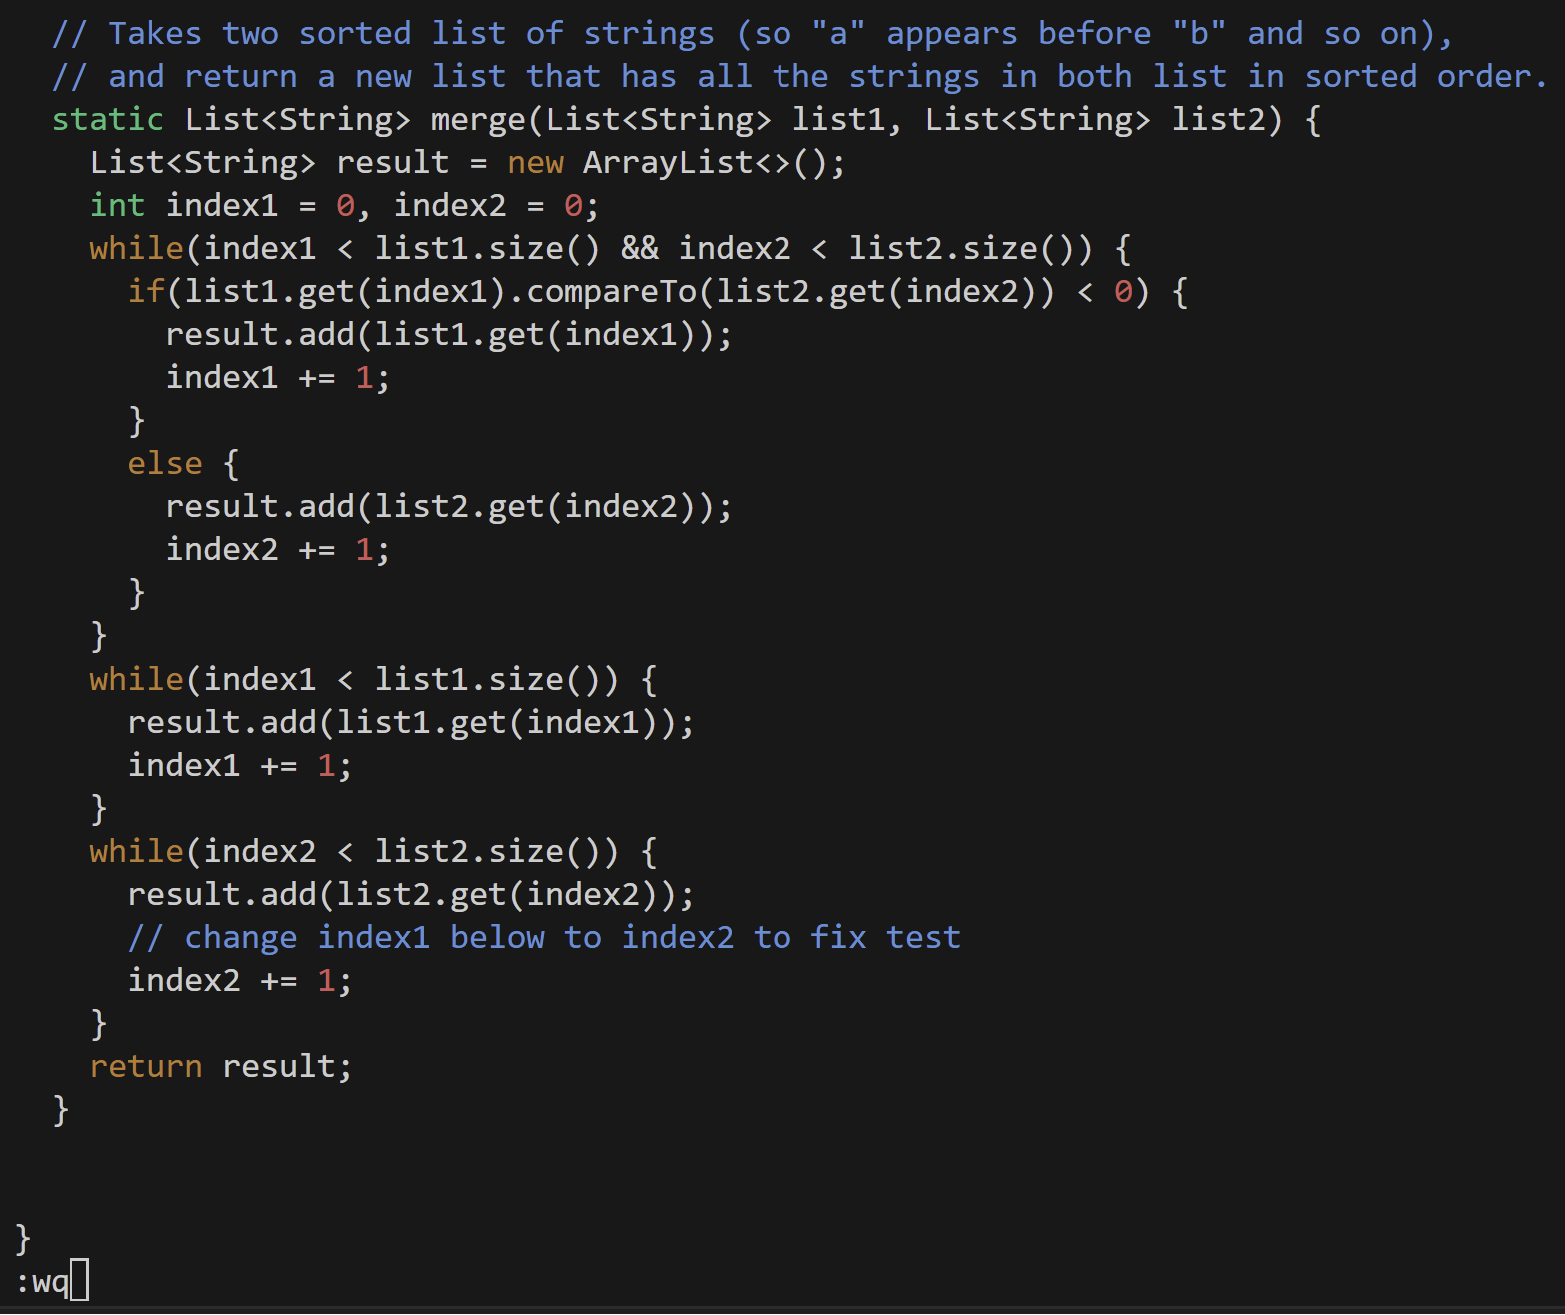 // Takes two sorted list of strings (so "a" appears before "b" and so on),
// and return a new list that has all the strings in both list in sorted order.
static List<String> merge(List<String> list1, List<String> list2) {
  List<String> result = new ArrayList<>();
  int index1 = 0, index2 = 0;
  while(index1 < list1.size() && index2 < list2.size()) {
    if(list1.get(index1).compareTo(list2.get(index2)) < 0) {
      result.add(list1.get(index1));
      index1 += 1;
    }
    else {
      result.add(list2.get(index2));
      index2 += 1;
    }
  }
  while(index1 < list1.size()) {
    result.add(list1.get(index1));
    index1 += 1;
  }
  while(index2 < list2.size()) {
    result.add(list2.get(index2));
    // change index1 below to index2 to fix test
    index2 += 1;
  }
  return result;
}
}
:wq